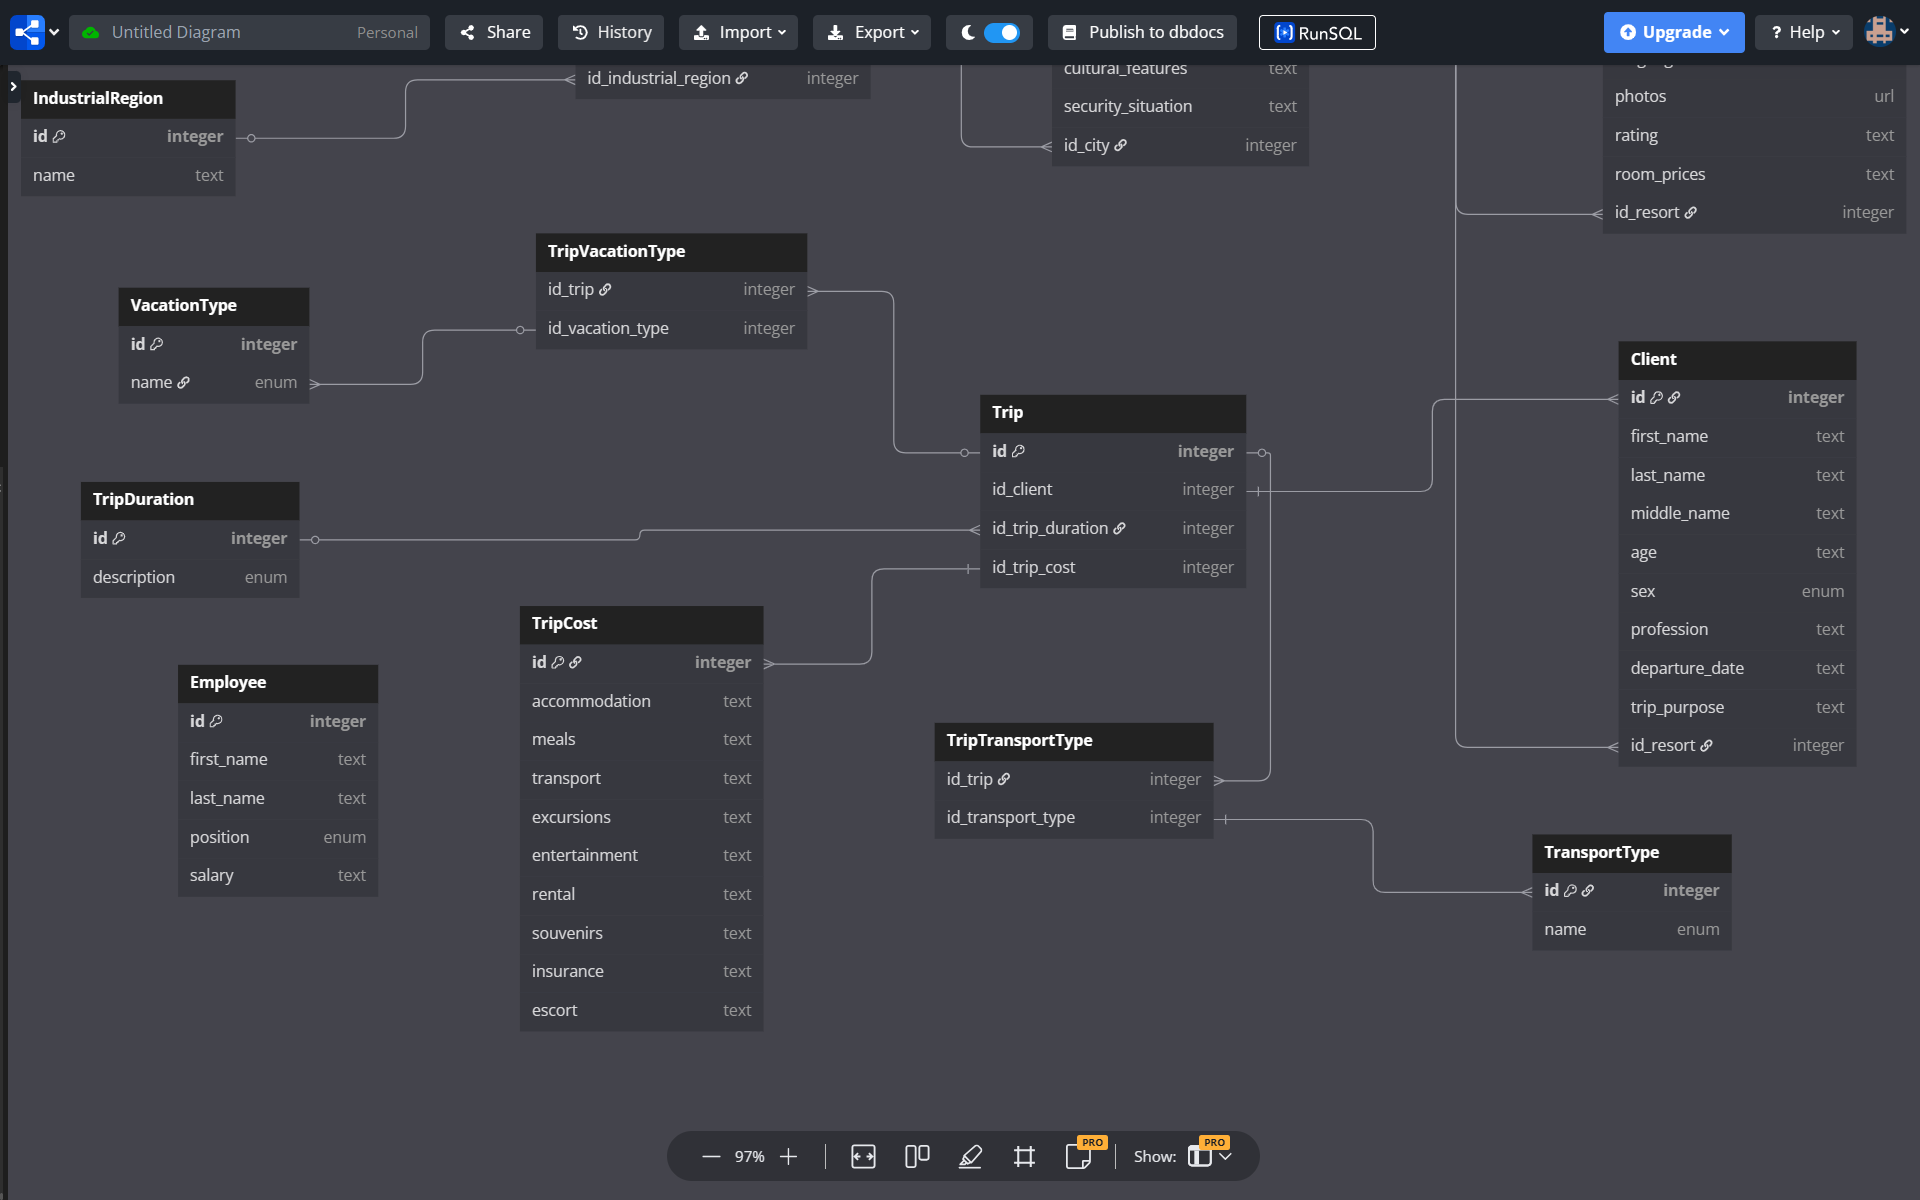 Untitled Diagram
Personal
Share
History
Import
Export
Publish to dbdocs
RunSQL
Upgrade
? Help
id_industrial_region integer
cultural_features text
security_situation text
id_city integer
photos url
rating text
room_prices text
id_resort integer
IndustrialRegion
id integer
name text
TripVacationType
id_trip integer
id_vacation_type integer
VacationType
id integer
name enum
Client
id integer
first_name text
last_name text
middle_name text
age text
sex enum
profession text
departure_date text
trip_purpose text
id_resort integer
Trip
id integer
id_client integer
id_trip_duration integer
id_trip_cost integer
TripDuration
id integer
description enum
TripCost
id integer
accommodation text
meals text
transport text
excursions text
entertainment text
rental text
souvenirs text
insurance text
escort text
Employee
id integer
first_name text
last_name text
position enum
salary text
TripTransportType
id_trip integer
id_transport_type integer
TransportType
id integer
name enum
97%
PRO
Show:
PRO